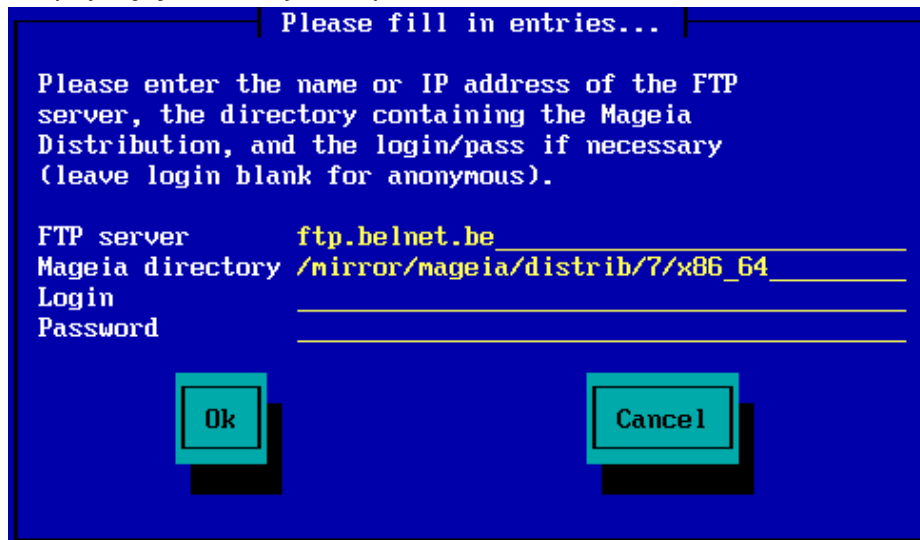 Please fill in entries...
Please enter the name or IP address of the FTP
server, the directory containing the Mageia
Distribution, and the login/pass if necessary
(leave login blank for anonymous).
FTP server ftp.belnet.be
Mageia directory /mirror/mageia/distrib/7/x86_64
Login
Password
Ok Cancel